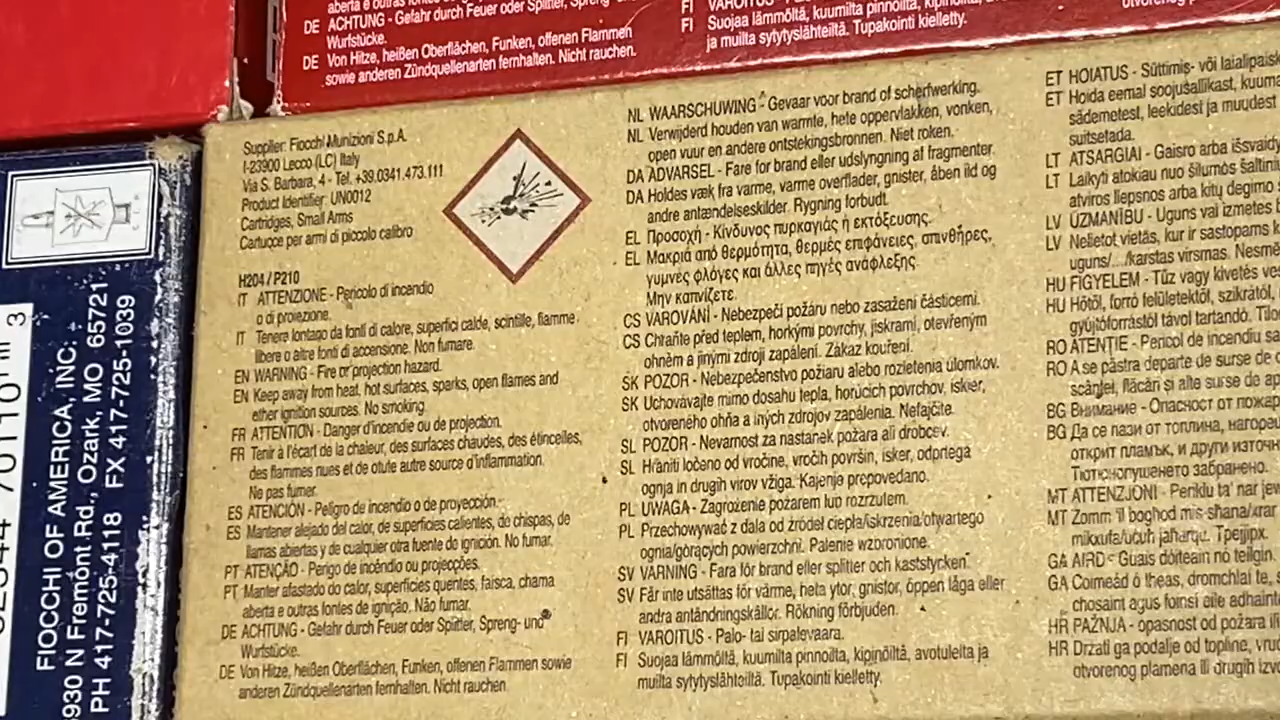 aberta e outras
DE ACHTUNG - Gefahr durch Feuer oder Splitter, Spreng-
Wurfstücke.
DE Von Hitze, heißen Oberflächen, Funken, offenen Flammen
sowie anderen Zündquellenarten fernhalten. Nicht rauchen.
FI VAROITUS -
FI Suojaa lämmöltä, kuumilta pinnoilta,
ja muilta sytytyslähteiltä. Tupakointi kielletty.
FIOCCHI OF AMERICA, INC.
6930 N Fremont Rd., Ozark, MO 65721
PH 417-725-4118 FX 417-725-1039
3
Supplier: Fiocchi Munizioni S.p.A.
I-23900 Lecco (LC) Italy
Via S. Barbara, 4 - Tel. +39.0341.473.111
Product Identifier: UN0012
Cartridges, Small Arms
Cartucce per armi di piccolo calibro
H204 / P210
IT ATTENZIONE - Pericolo di incendio
o di proiezione.
IT Tenere lontano da fonti di calore, superfici calde, scintille, fiamme
libere o altre fonti di accensione. Non fumare.
EN WARNING - Fire or projection hazard.
EN Keep away from heat, hot surfaces, sparks, open flames and
other ignition sources. No smoking.
FR ATTENTION - Danger d'incendie ou de projection.
FR Tenir à l'écart de la chaleur, des surfaces chaudes, des étincelles,
des flammes nues et de otute autre source d'inflammation.
Ne pas fumer.
ES ATENCIÓN - Peligro de incendio o de proyección
ES Mantener alejado del calor, de superficies calientes, de chispas, de
llamas abiertas y de cualquier otra fuente de ignición. No fumar.
PT ATENÇÃO - Perigo de incêndio ou projecções.
PT Manter afastado do calor, superfícies quentes, faísca, chama
aberta e outras fontes de ignição. Não fumar.
DE ACHTUNG - Gefahr durch Feuer oder Splitter, Spreng- und
Wurfstücke.
DE Von Hitze, heißen Oberflächen, Funken, offenen Flammen sowie
anderen Zündquellenarten fernhalten. Nicht rauchen
NL WAARSCHUWING - Gevaar voor brand of scherfwerking.
NL Verwijderd houden van warmte, hete oppervlakken, vonken,
open vuur en andere ontstekingsbronnen. Niet roken.
DA ADVARSEL - Fare for brand eller udslyngning af fragmenter.
DA Holdes væk fra varme, varme overflader, gnister, åben ild og
andre antændelseskilder. Rygning forbudt.
EL Προσοχή - Κίνδυνος πυρκαγιάς ή εκτόξευσης.
EL Μακριά από θερμότητα, θερμές επιφάνειες, σπινθήρες,
γυμνές φλόγες και άλλες πηγές ανάφλεξης.
Μην καπνίζετε.
CS VAROVÁNÍ - Nebezpečí požáru nebo zasažení částicemi.
CS Chraňte před teplem, horkými povrchy, jiskrami, otevřeným
ohněm a jinými zdroji zapálení. Zákaz kouření.
SK POZOR - Nebezpečenstvo požiaru alebo rozletenia úlomkov.
SK Uchovávajte mimo dosahu tepla, horúcich povrchov, iskier,
otvoreného ohňa a iných zdrojov zapálenia. Nefajčite.
SL POZOR - Nevarnost za nastanek požara ali drobcev.
SL Hraniti ločeno od vročine, vročih površin, isker, odprtega
ognja in drugih virov vžiga. Kajenje prepovedano.
PL UWAGA - Zagrożenie pożarem lub rozrzutem.
PL Przechowywać z dala od źródeł ciepła/iskrzenia/otwartego
ognia/gorących powierzchni. Palenie wzbronione.
SV VARNING - Fara för brand eller splitter och kaststycken
SV Får inte utsättas för värme, heta ytor, gnistor, öppen låga eller
andra antändningskällor. Rökning förbjuden.
FI VAROITUS - Palo- tai sirpalevaara.
FI Suojaa lämmöltä, kuumilta pinnoilta, kipinöiltä, avotulelta ja
muilta sytytyslähteiltä. Tupakointi kielletty.
ET HOIATUS - Süttimis- või laialipaisk
ET Hoida eemal soojusallikast, kuum
sädemetest, leekidest ja muudest
suitsetada.
LT ATSARGIAI - Gaisro arba išsvaidy
LT Laikyti atokiau nuo šilumos šaltini
atviros liepsnos arba kitų degimo
LV UZMANĪBU - Uguns vai izmetes
LV Nelietot vietās, kur ir sastopams k
uguns/.../karstas virsmas. Nesmē
HU FIGYELEM - Tűz vagy kivetés ve
HU Hőtől, forró felületektől, szikrától,
gyújtóforrástól távol tartandó. Tilo
RO ATENȚIE - Pericol de incendiu sa
RO A se păstra departe de surse de c
scântei, flăcări și alte surse de ap
BG Внимание - Опасност от пожар
BG Да се пази от топлина, нагорещ
открит пламък, и други източн
Тютюнопушенето забранено.
MT ATTENZJONI - Periklu ta' nar jew
MT Zomm 'il boghod mis-shana/xrar
mikxufa/uċuħ jaħarqu. Tpejjipx.
GA AIRD - Guais dóiteáin nó teilgin
GA Coimeád ó theas, dromchlaí te, s
chosaint agus foinsí eile adhaint
HR PAŽNJA - opasnost od požara ili
HR Držati ga podalje od topline, vruć
otvorenog plamena ili drugih izvo